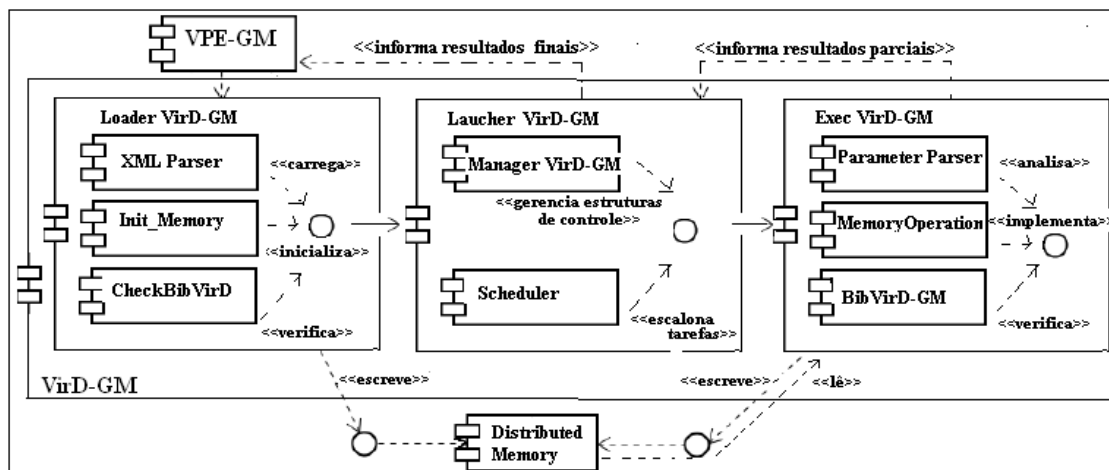 VPE-GM
<<informa resultados finais>>
<<informa resultados parciais>>
Loader VirD-GM
Laucher VirD-GM
Exec VirD-GM
XML Parser
<<carrega>>
Manager VirD-GM
Parameter Parser
<<analisa>>
Init_Memory
<<gerencia estruturas
de controle>>
MemoryOperation
<<implementa>>
<<inicializa>>
CheckBibVirD
Scheduler
BibVirD-GM
<<verifica>>
<<escalona
tarefas>>
<<verifica>>
VirD-GM
<<escreve>>
<<escreve>>
<<lê>>
Distributed
Memory